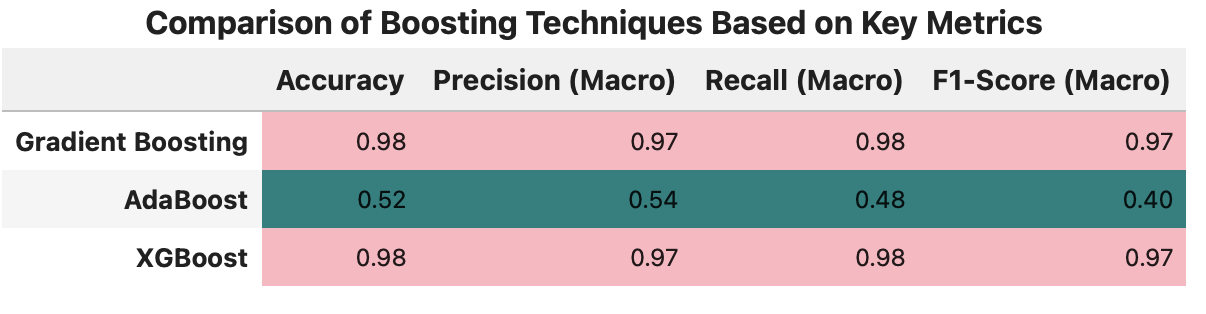 Comparison of Boosting Techniques Based on Key Metrics
Accuracy Precision (Macro) Recall (Macro) F1-Score (Macro)
Gradient Boosting 0.98 0.97 0.98 0.97
AdaBoost 0.52 0.54 0.48 0.40
XGBoost 0.98 0.97 0.98 0.97